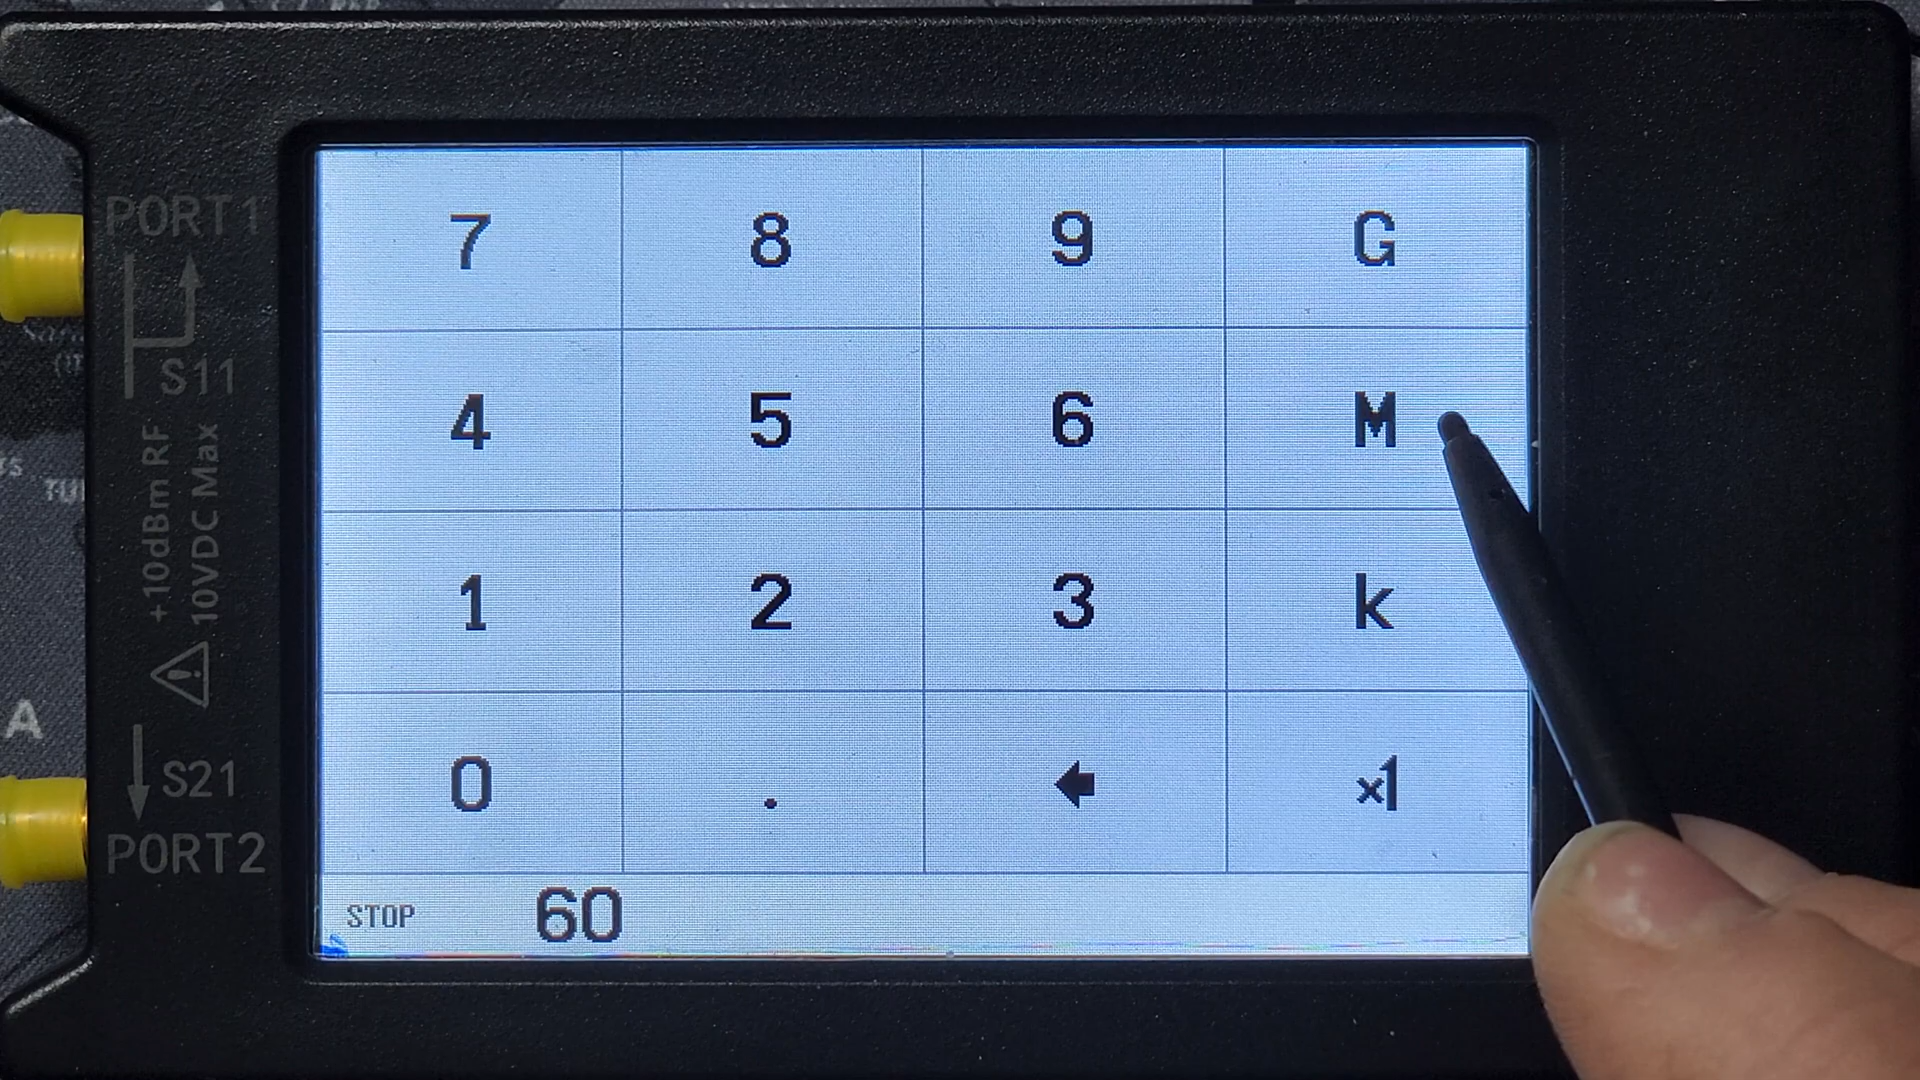 PORT1
S11
+10dBm RF
10VDC Max
S21
PORT2
A
7 8 9 G
4 5 6 M
1 2 3 k
0 . x1
STOP 60